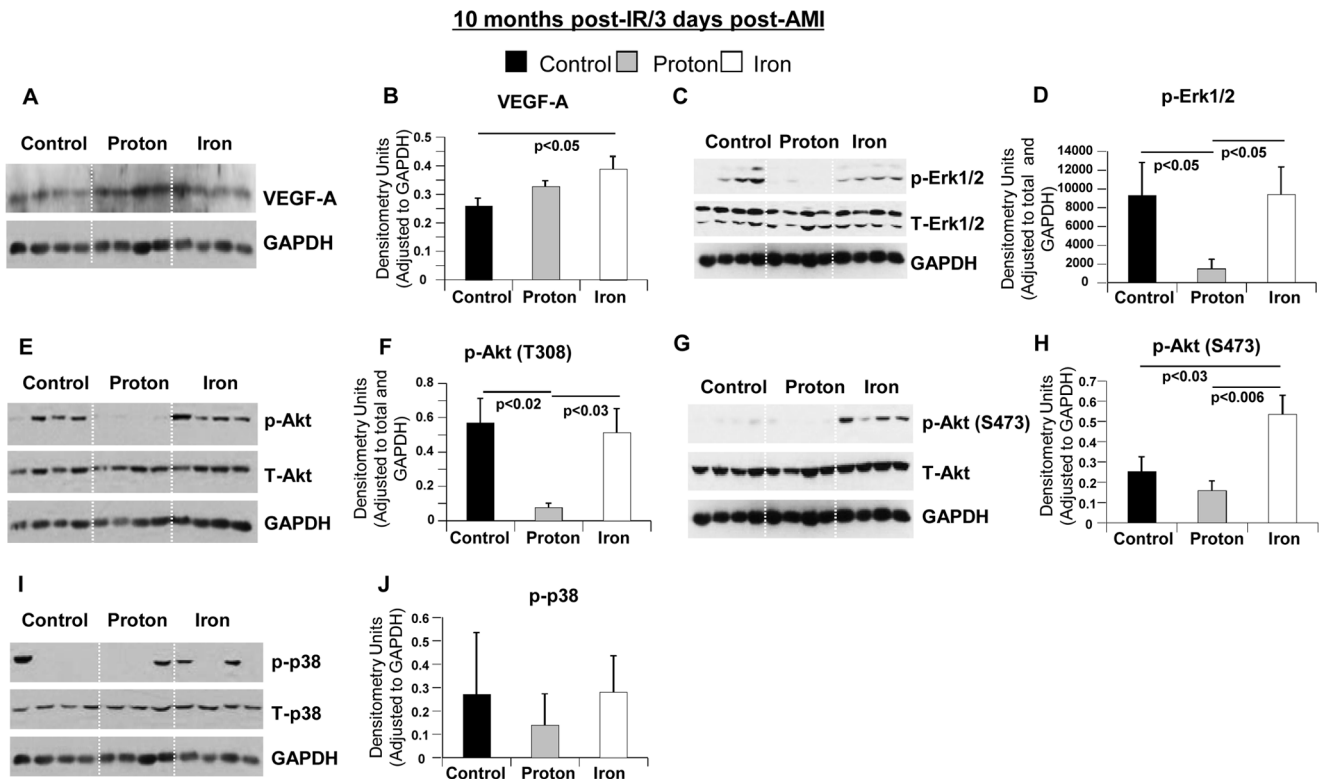 10 months post-IR/3 days post-AMI
Control Proton Iron
A
Control Proton Iron
VEGF-A
GAPDH
B
VEGF-A
Densitometry Units
(Adjusted to GAPDH)
0.5
0.4
0.3
0.2
0.1
0
p<0.05
Control Proton Iron
C
Control Proton Iron
p-Erk1/2
T-Erk1/2
GAPDH
D
p-Erk1/2
Densitometry Units
(Adjusted to total and
GAPDH)
14000
12000
10000
8000
6000
4000
2000
0
p<0.05 p<0.05
Control Proton Iron
E
Control Proton Iron
p-Akt
T-Akt
GAPDH
F
p-Akt (T308)
Densitometry Units
(Adjusted to total and
GAPDH)
0.8
0.6
0.4
0.2
0
p<0.02 p<0.03
Control Proton Iron
G
Control Proton Iron
p-Akt (S473)
T-Akt
GAPDH
H
p-Akt (S473)
Densitometry Units
(Adjusted to GAPDH)
0.7
0.6
0.4
0.3
0.2
0.1
0
p<0.03
p<0.006
Control Proton Iron
I
Control Proton Iron
p-p38
T-p38
GAPDH
J
p-p38
Densitometry Units
(Adjusted to GAPDH)
0.6
0.5
0.4
0.3
0.2
0.1
0
Control Proton Iron